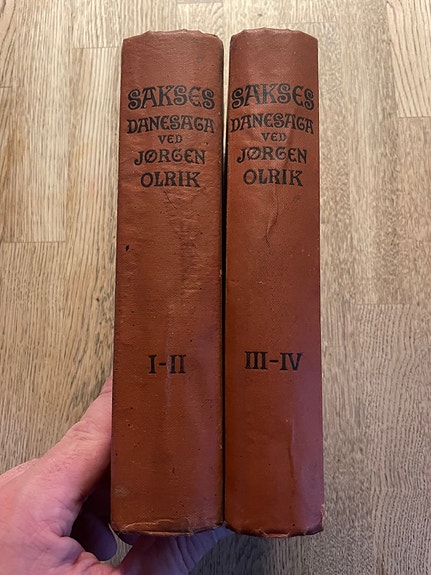 SAKSES
DANESAGA
VED
JØRGEN
OLRIK
I-II
SAKSES
DANESAGA
VED
JØRGEN
OLRIK
III-IV